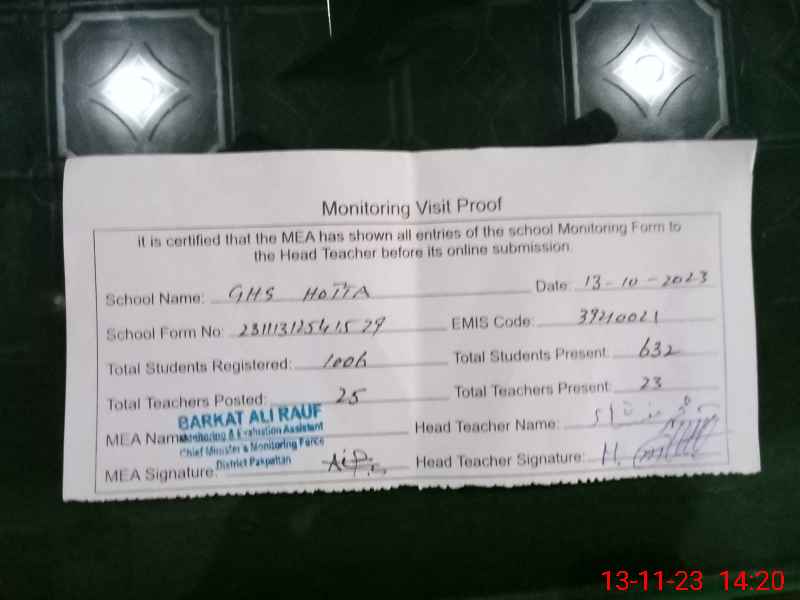 Monitoring Visit Proof
it is certified that the MEA has shown all entries of the school Monitoring Form to
the Head Teacher before its online submission.
School Name: GHS HOTTA Date: 13-10-2023
School Form No: EMIS Code: 39210021
Total Students Registered: 1006 Total Students Present: 632
Total Teachers Posted: 25 Total Teachers Present: 23
MEA Name: BARKAT ALI RAUF Head Teacher Name:
Monitoring & Evaluation Assistant
Chief Minister's Monitoring Force
District Pakpattan
MEA Signature: Head Teacher Signature:
13-11-23 14:20